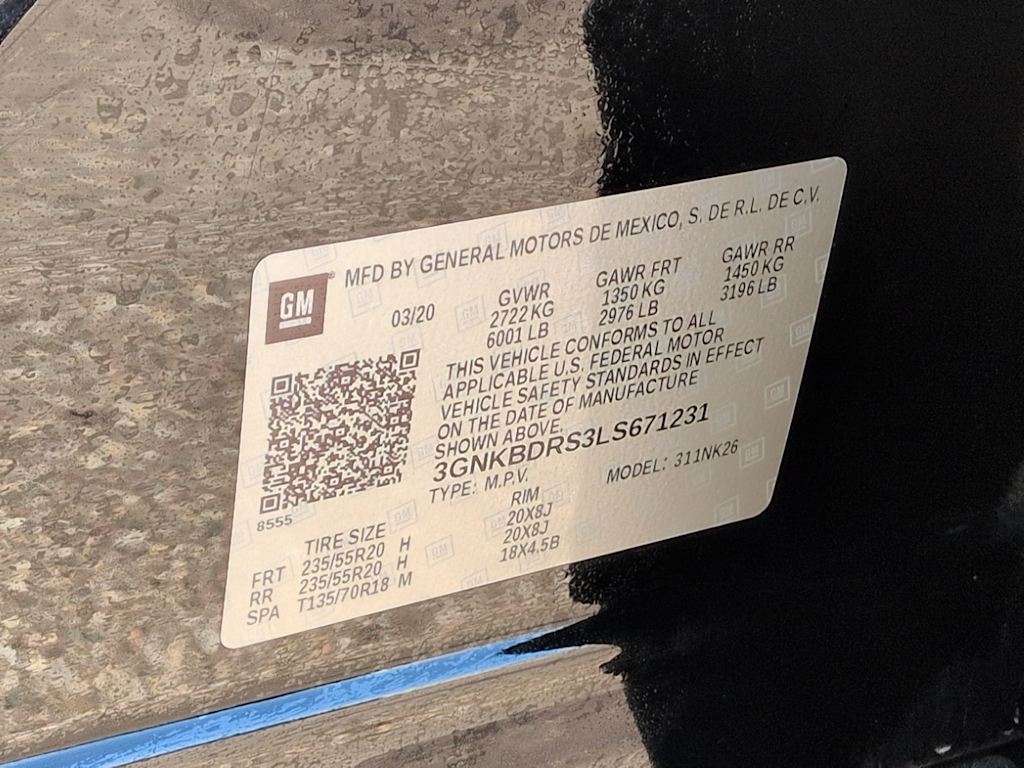 MFD BY GENERAL MOTORS DE MEXICO, S. DE R.L. DE C.V.
GM
03/20
GVWR GAWR FRT GAWR RR
2722 KG 1350 KG 1450 KG
6001 LB 2976 LB 3196 LB
THIS VEHICLE CONFORMS TO ALL
APPLICABLE U.S. FEDERAL MOTOR
VEHICLE SAFETY STANDARDS IN EFFECT
ON THE DATE OF MANUFACTURE
SHOWN ABOVE.
3GNKBDRS3LS671231
TYPE: M.P.V. MODEL: 311NK26
8555
TIRE SIZE RIM
FRT 235/55R20 H 20X8J
RR 235/55R20 H 20X8J
SPA T135/70R18 M 18X4.5B